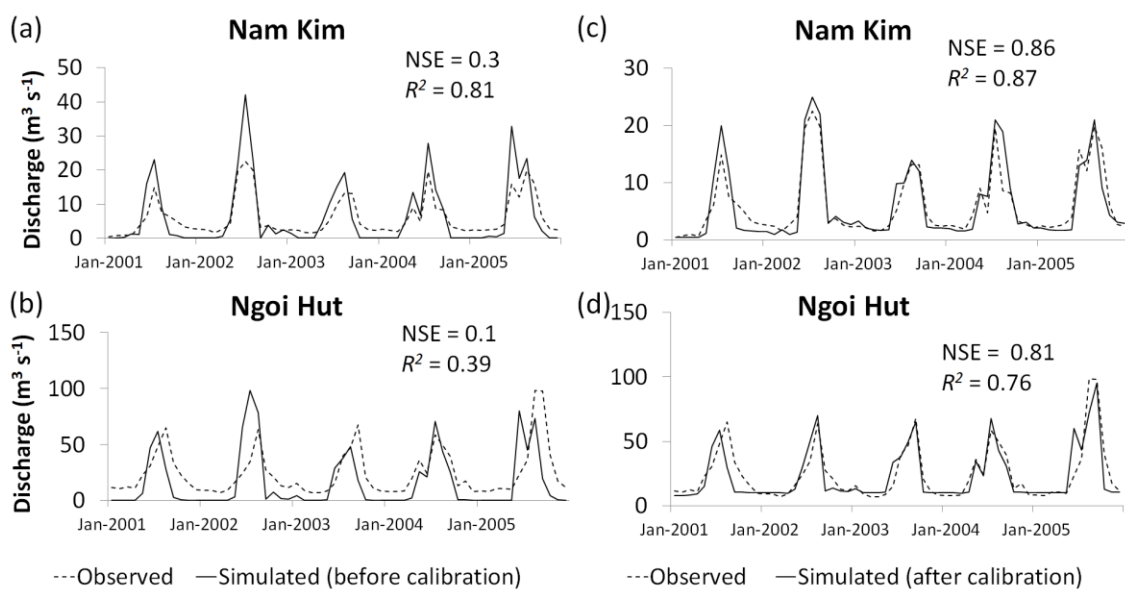 (a)
Nam Kim
NSE = 0.3
R² = 0.81
Discharge (m³ s⁻¹)
50
40
30
20
10
0
Jan-2001 Jan-2002 Jan-2003 Jan-2004 Jan-2005
(c)
Nam Kim
NSE = 0.86
R² = 0.87
30
20
10
0
Jan-2001 Jan-2002 Jan-2003 Jan-2004 Jan-2005
(b)
Ngoi Hut
NSE = 0.1
R² = 0.39
Discharge (m³ s⁻¹)
150
100
50
0
Jan-2001 Jan-2002 Jan-2003 Jan-2004 Jan-2005
(d)
Ngoi Hut
NSE = 0.81
R² = 0.76
150
100
50
0
Jan-2001 Jan-2002 Jan-2003 Jan-2004 Jan-2005
Observed Simulated (before calibration)
Observed Simulated (after calibration)